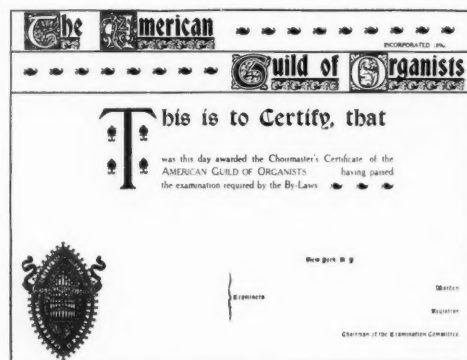 The American
INCORPORATED 1896
Guild of Organists
This is to Certify, that
was this day awarded the Choirmaster's Certificate of the
AMERICAN GUILD OF ORGANISTS having passed
the examination required by the By-Laws
New York N Y
Warden
Examiners
Registrar
Chairman of the Examination Committee